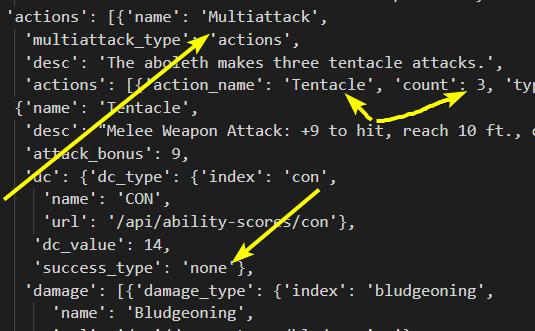 'actions': [{'name': 'Multiattack',
'multiattack_type': 'actions',
'desc': 'The aboleth makes three tentacle attacks.',
'actions': [{'action_name': 'Tentacle', 'count': 3,
{'name': 'Tentacle',
'desc': "Melee Weapon Attack: +9 to hit, reach 10 ft.,
'attack_bonus': 9,
'dc': {'dc_type': {'index': 'con',
'name': 'CON',
'url': '/api/ability-scores/con'},
'dc_value': 14,
'success_type': 'none'},
'damage': [{'damage_type': {'index': 'bludgeoning',
'name': 'Bludgeoning',